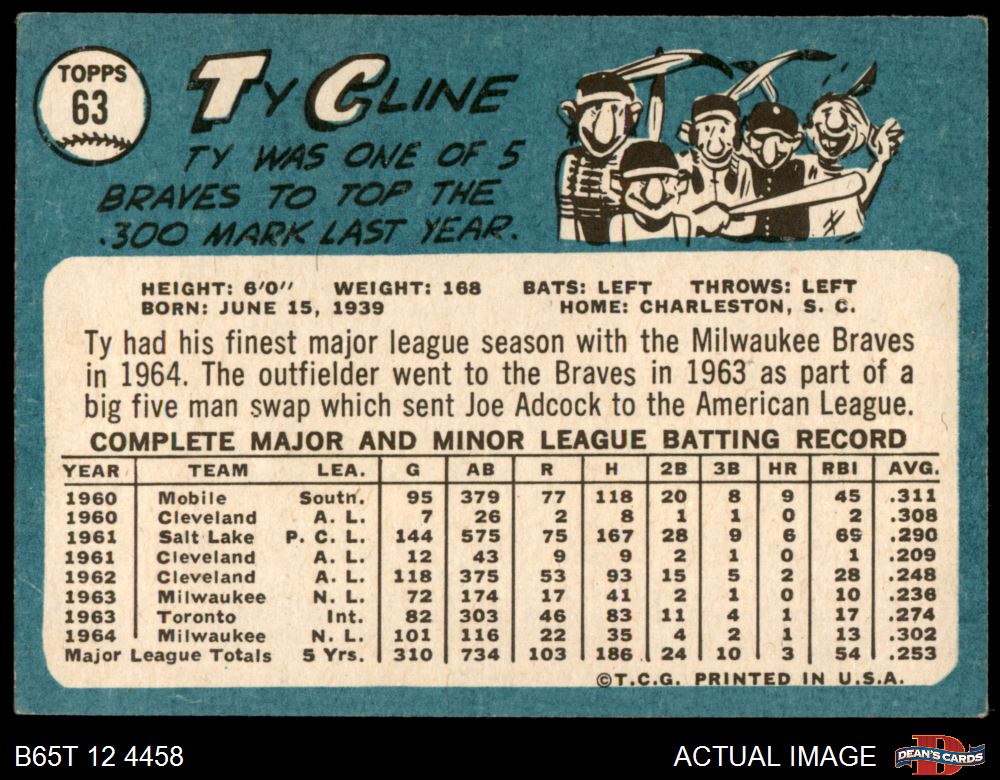 TOPPS
63
TY CLINE
TY WAS ONE OF 5
BRAVES TO TOP THE
.300 MARK LAST YEAR.
HEIGHT: 6'0" WEIGHT: 168 BATS: LEFT THROWS: LEFT
BORN: JUNE 15, 1939 HOME: CHARLESTON, S. C.
Ty had his finest major league season with the Milwaukee Braves
in 1964. The outfielder went to the Braves in 1963 as part of a
big five man swap which sent Joe Adcock to the American League.
COMPLETE MAJOR AND MINOR LEAGUE BATTING RECORD
YEAR TEAM LEA. G AB R H 2B 3B HR RBI AVG.
1960 Mobile South. 95 379 77 118 20 8 9 45 .311
1960 Cleveland A. L. 7 26 2 8 1 1 0 2 .308
1961 Salt Lake P. C. L. 144 575 75 167 28 9 6 69 .290
1961 Cleveland A. L. 12 43 9 9 2 1 0 1 .209
1962 Cleveland A. L. 118 375 53 93 15 5 2 28 .248
1963 Milwaukee N. L. 72 174 17 41 2 1 0 10 .236
1963 Toronto Int. 82 303 46 83 11 4 1 17 .274
1964 Milwaukee N. L. 101 116 22 35 4 2 1 13 .302
Major League Totals 5 Yrs. 310 734 103 186 24 10 3 54 .253
©T.C.G. PRINTED IN U.S.A.
B65T 12 4458 ACTUAL IMAGE
D
DEAN'S CARDS